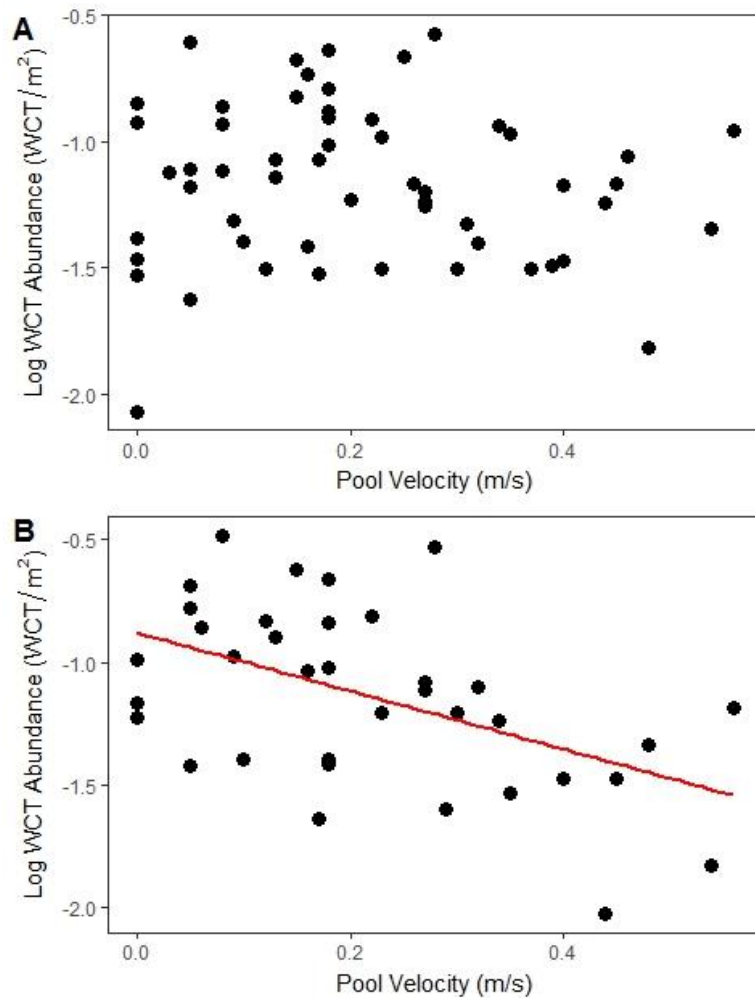 A
Log WCT Abundance (WCT/m²)
-0.5
-1.0
-1.5
-2.0
0.0 0.2 0.4
Pool Velocity (m/s)
B
Log WCT Abundance (WCT/m²)
-0.5
-1.0
-1.5
-2.0
0.0 0.2 0.4
Pool Velocity (m/s)